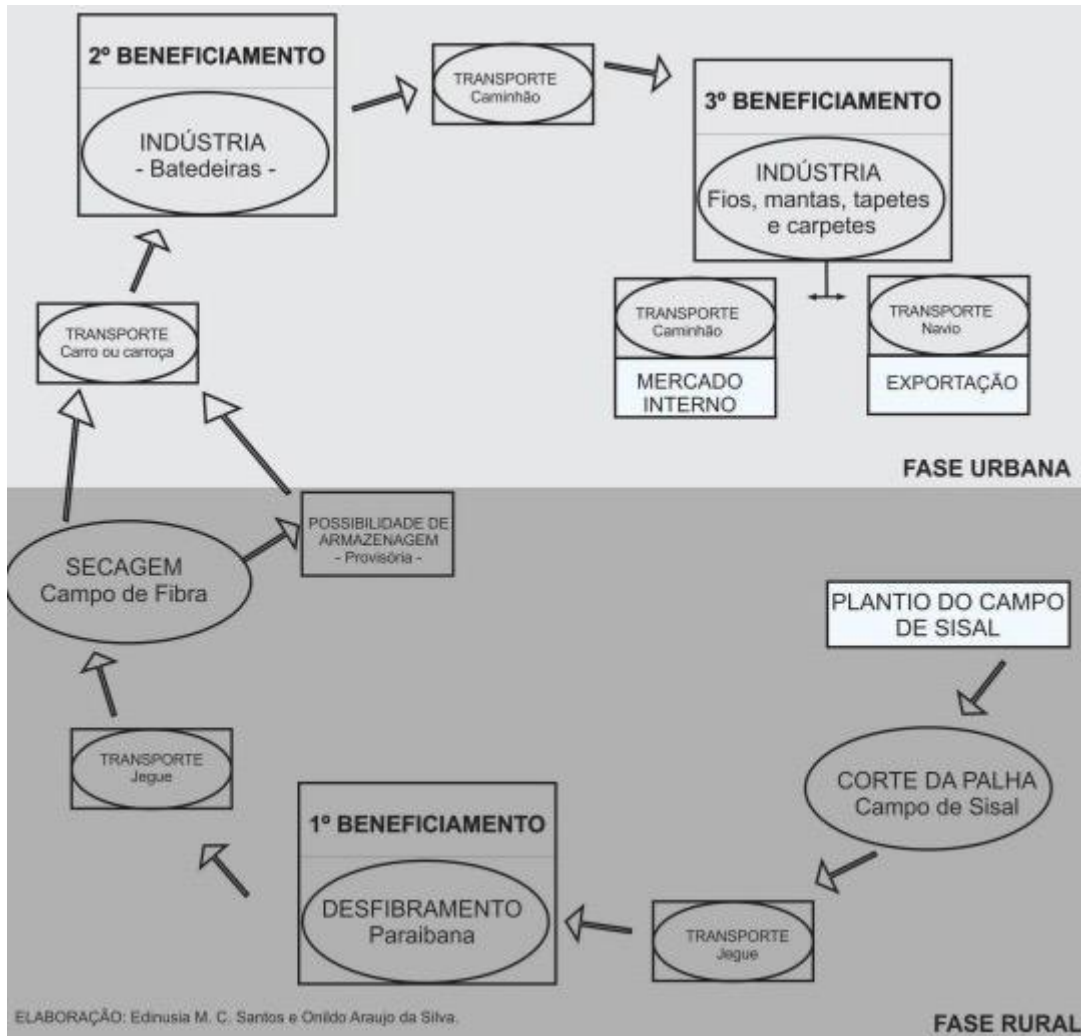 2º BENEFICIAMENTO
INDÚSTRIA
- Batedeiras -
TRANSPORTE
Caminhão
3º BENEFICIAMENTO
INDÚSTRIA
Fios, mantas, tapetes
e carpetes
TRANSPORTE
Carro ou carroça
TRANSPORTE
Caminhão
MERCADO
INTERNO
TRANSPORTE
Navio
EXPORTAÇÃO
FASE URBANA
SECAGEM
Campo de Fibra
POSSIBILIDADE DE
ARMAZENAGEM
- Provisória -
PLANTIO DO CAMPO
DE SISAL
TRANSPORTE
Jegue
CORTE DA PALHA
Campo de Sisal
1º BENEFICIAMENTO
DESFIBRAMENTO
Paraibana
TRANSPORTE
Jegue
ELABORAÇÃO: Edinusia M. C. Santos e Onildo Araujo da Silva.
FASE RURAL